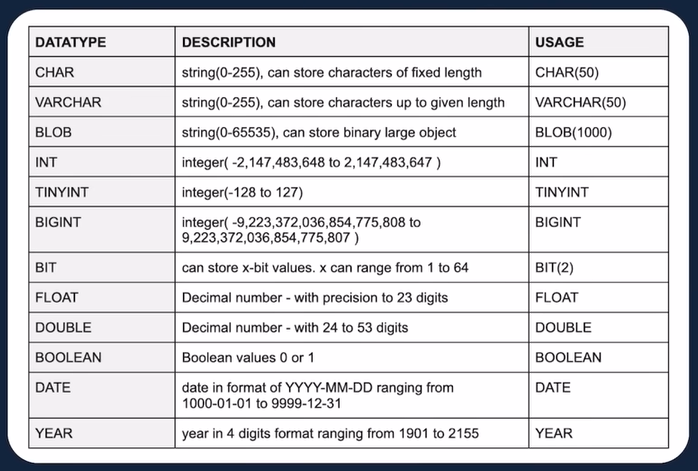 DATATYPE DESCRIPTION USAGE
CHAR string(0-255), can store characters of fixed length CHAR(50)
VARCHAR string(0-255), can store characters up to given length VARCHAR(50)
BLOB string(0-65535), can store binary large object BLOB(1000)
INT integer( -2,147,483,648 to 2,147,483,647 ) INT
TINYINT integer(-128 to 127) TINYINT
BIGINT integer( -9,223,372,036,854,775,808 to BIGINT
9,223,372,036,854,775,807 )
BIT can store x-bit values. x can range from 1 to 64 BIT(2)
FLOAT Decimal number - with precision to 23 digits FLOAT
DOUBLE Decimal number - with 24 to 53 digits DOUBLE
BOOLEAN Boolean values 0 or 1 BOOLEAN
DATE date in format of YYYY-MM-DD ranging from DATE
1000-01-01 to 9999-12-31
YEAR year in 4 digits format ranging from 1901 to 2155 YEAR